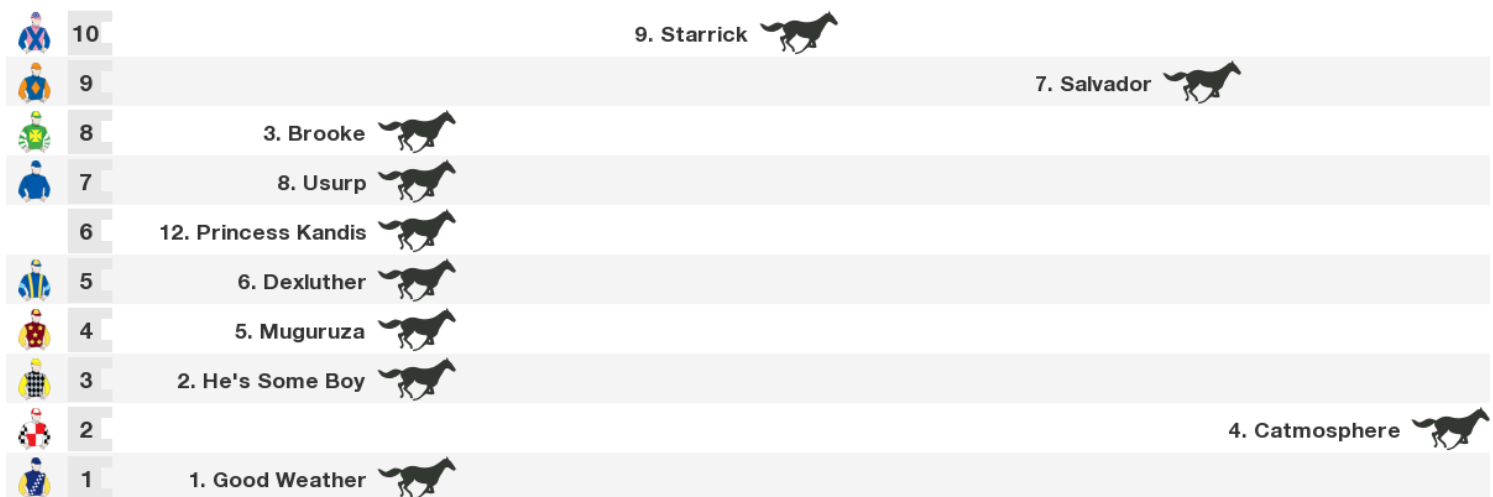 10 9. Starrick
9 7. Salvador
8 3. Brooke
7 8. Usurp
6 12. Princess Kandis
5 6. Dexluther
4 5. Muguruza
3 2. He's Some Boy
2 4. Catmosphere
1 1. Good Weather